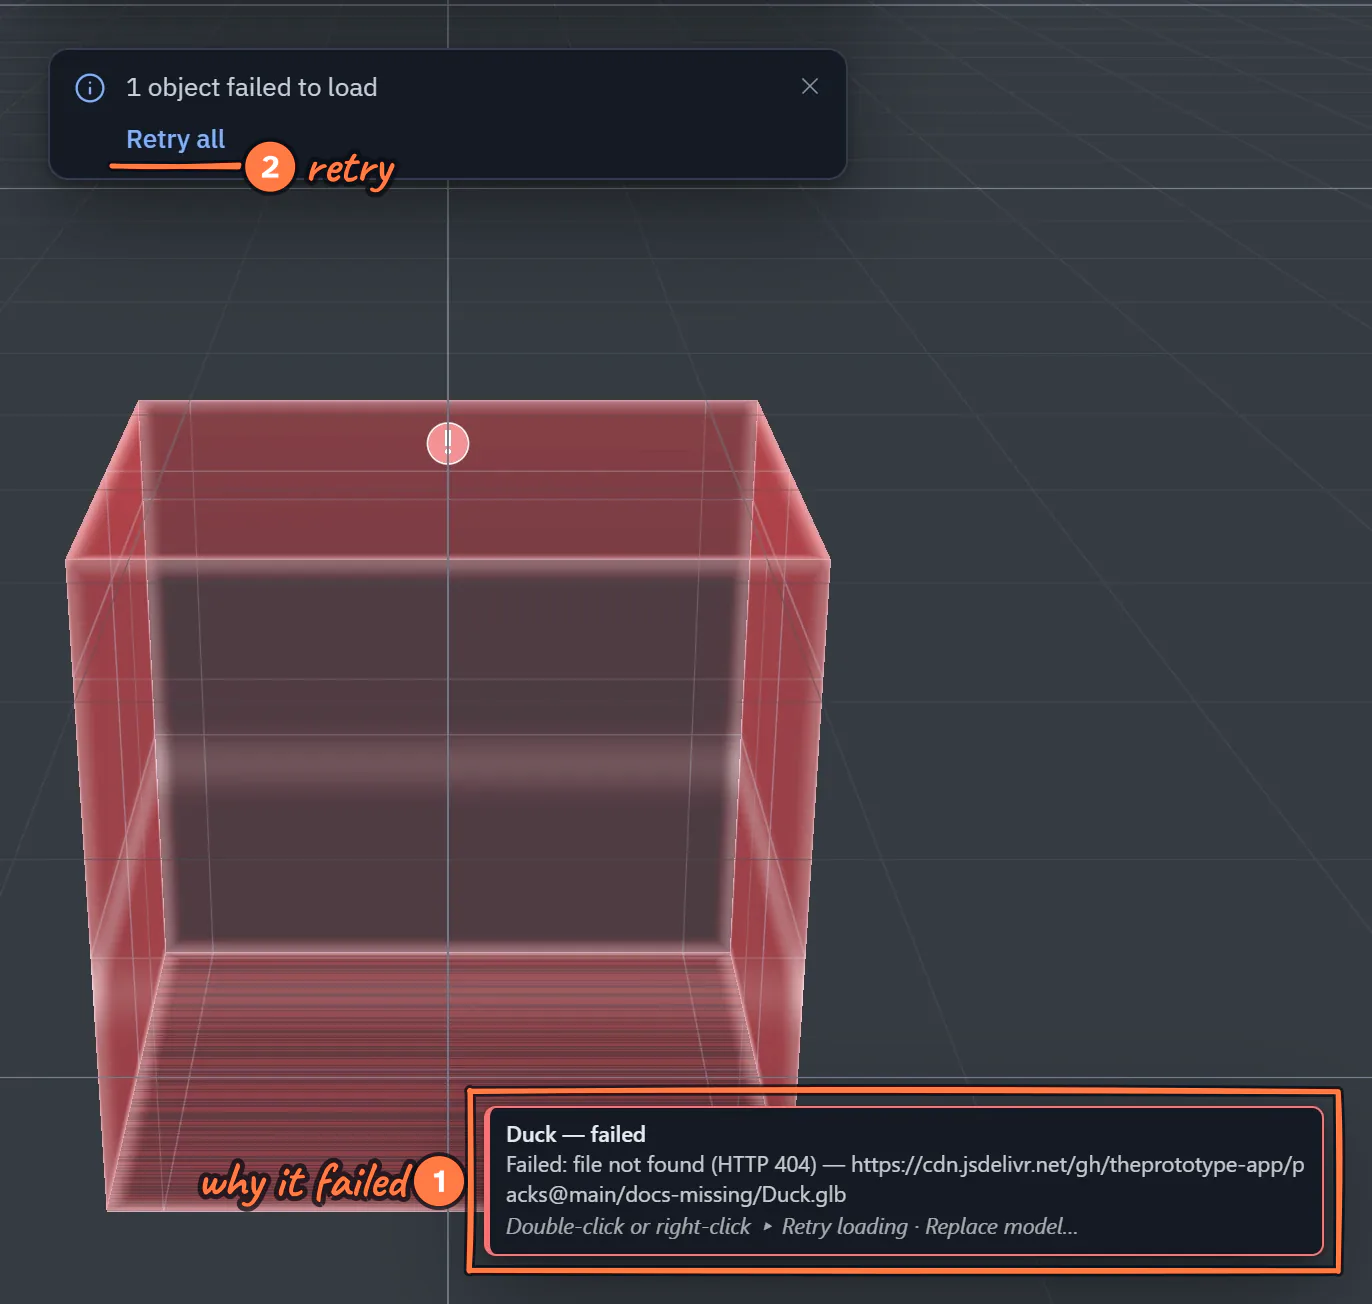 1 object failed to load
Retry all
2 retry
!
Duck — failed
Failed: file not found (HTTP 404) — https://cdn.jsdelivr.net/gh/theprototype-app/p
acks@main/docs-missing/Duck.glb
why it failed 1
Double-click or right-click ▸ Retry loading · Replace model...